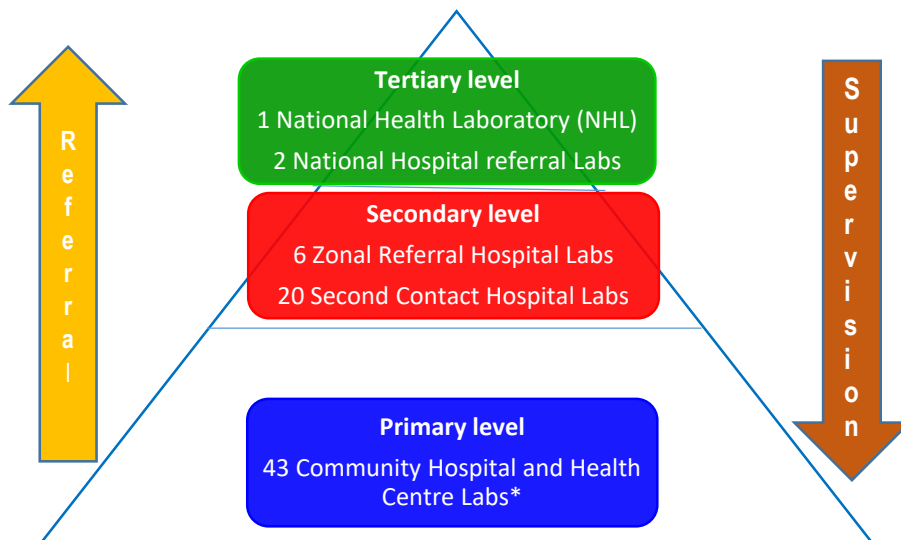 Referral
Tertiary level
1 National Health Laboratory (NHL)
2 National Hospital referral Labs
Secondary level
6 Zonal Referral Hospital Labs
20 Second Contact Hospital Labs
Primary level
43 Community Hospital and Health
Centre Labs*
Supervision